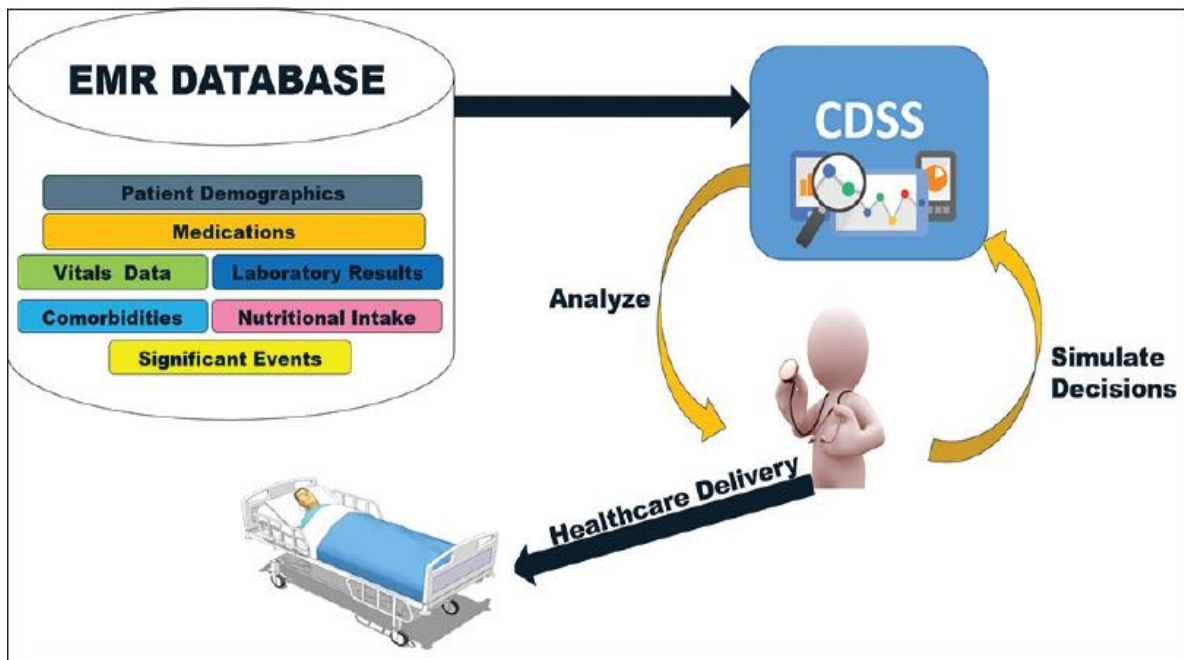 EMR DATABASE
Patient Demographics
Medications
Vitals Data
Laboratory Results
Comorbidities
Nutritional Intake
Significant Events
CDSS
Analyze
Simulate
Decisions
Healthcare Delivery